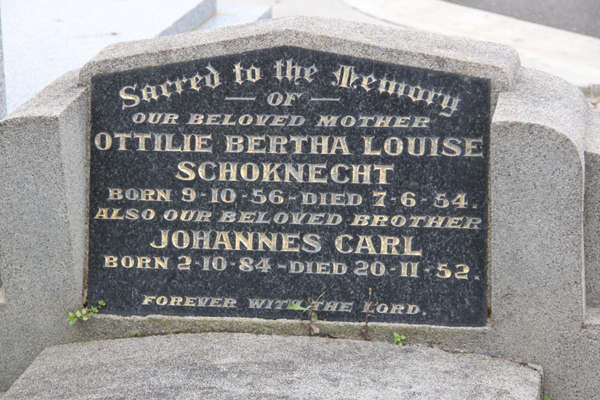 Sacred to the Memory
— OF —
OUR BELOVED MOTHER
OTTILIE BERTHA LOUISE
SCHOKNECHT
BORN 9-10-56 - DIED 7-6-54.
ALSO OUR BELOVED BROTHER
JOHANNES CARL
BORN 2-10-84 - DIED 20-11-52.
FOREVER WITH THE LORD.